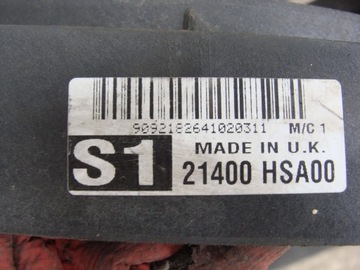 9092182641020311 M/C 1
S1 MADE IN U.K.
21400 HSA00